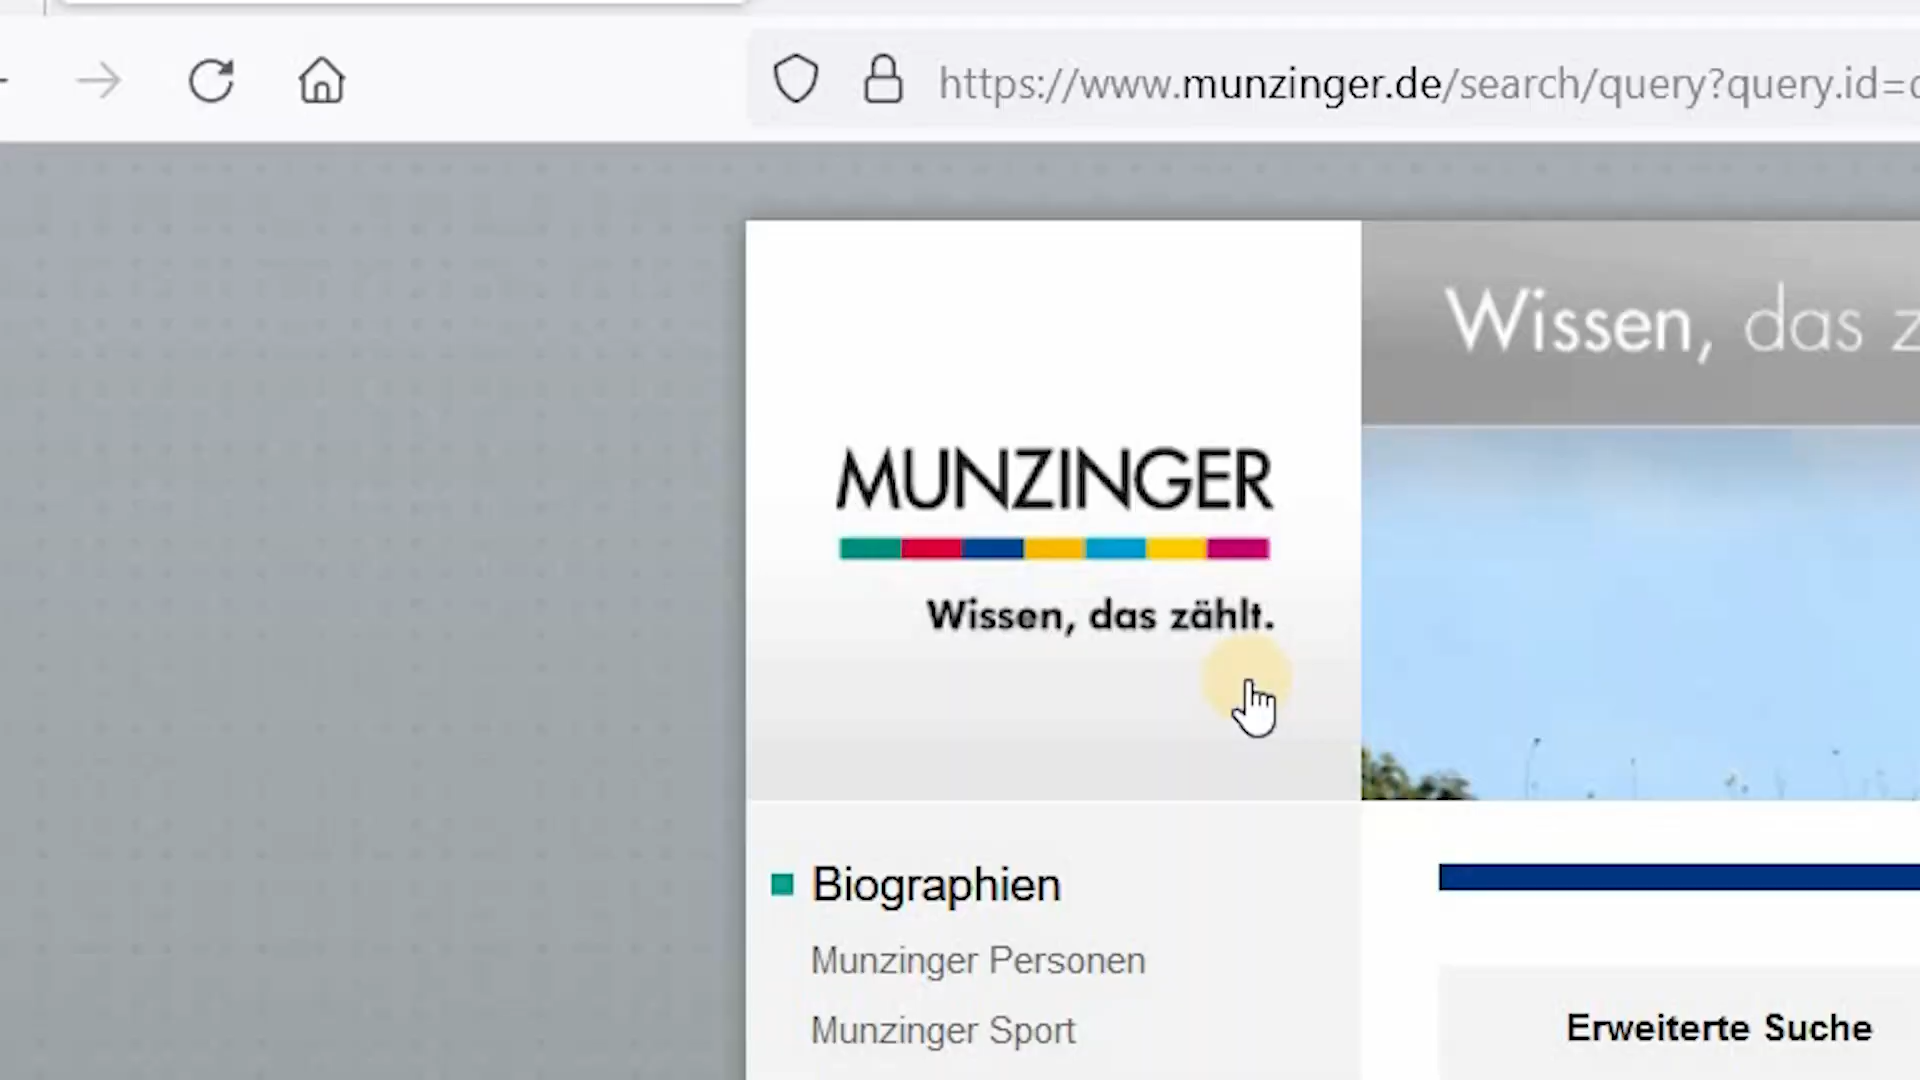 https://www.munzinger.de/search/query?query.id=
Wissen, das
MUNZINGER
Wissen, das zählt.
Biographien
Munzinger Personen
Munzinger Sport
Erweiterte Suche